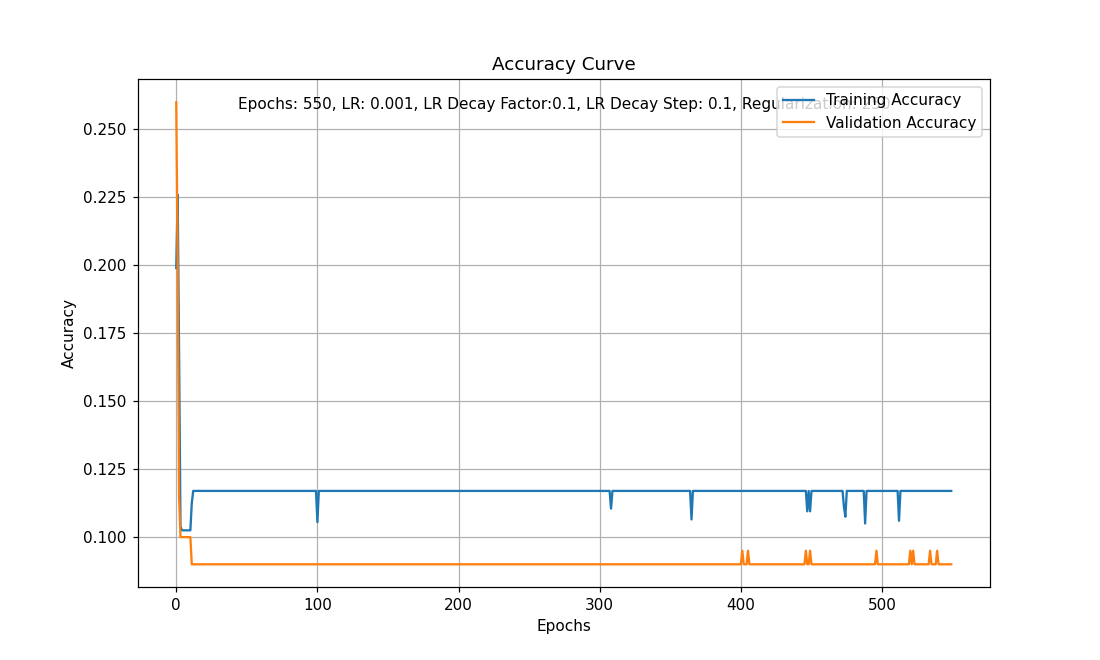 Accuracy Curve
Epochs: 550, LR: 0.001, LR Decay Factor:0.1, LR Decay Step: 0.1, Regularization:
Training Accuracy
Validation Accuracy
0.250
0.225
0.200
0.175
0.150
0.125
0.100
Accuracy
0 100 200 300 400 500
Epochs